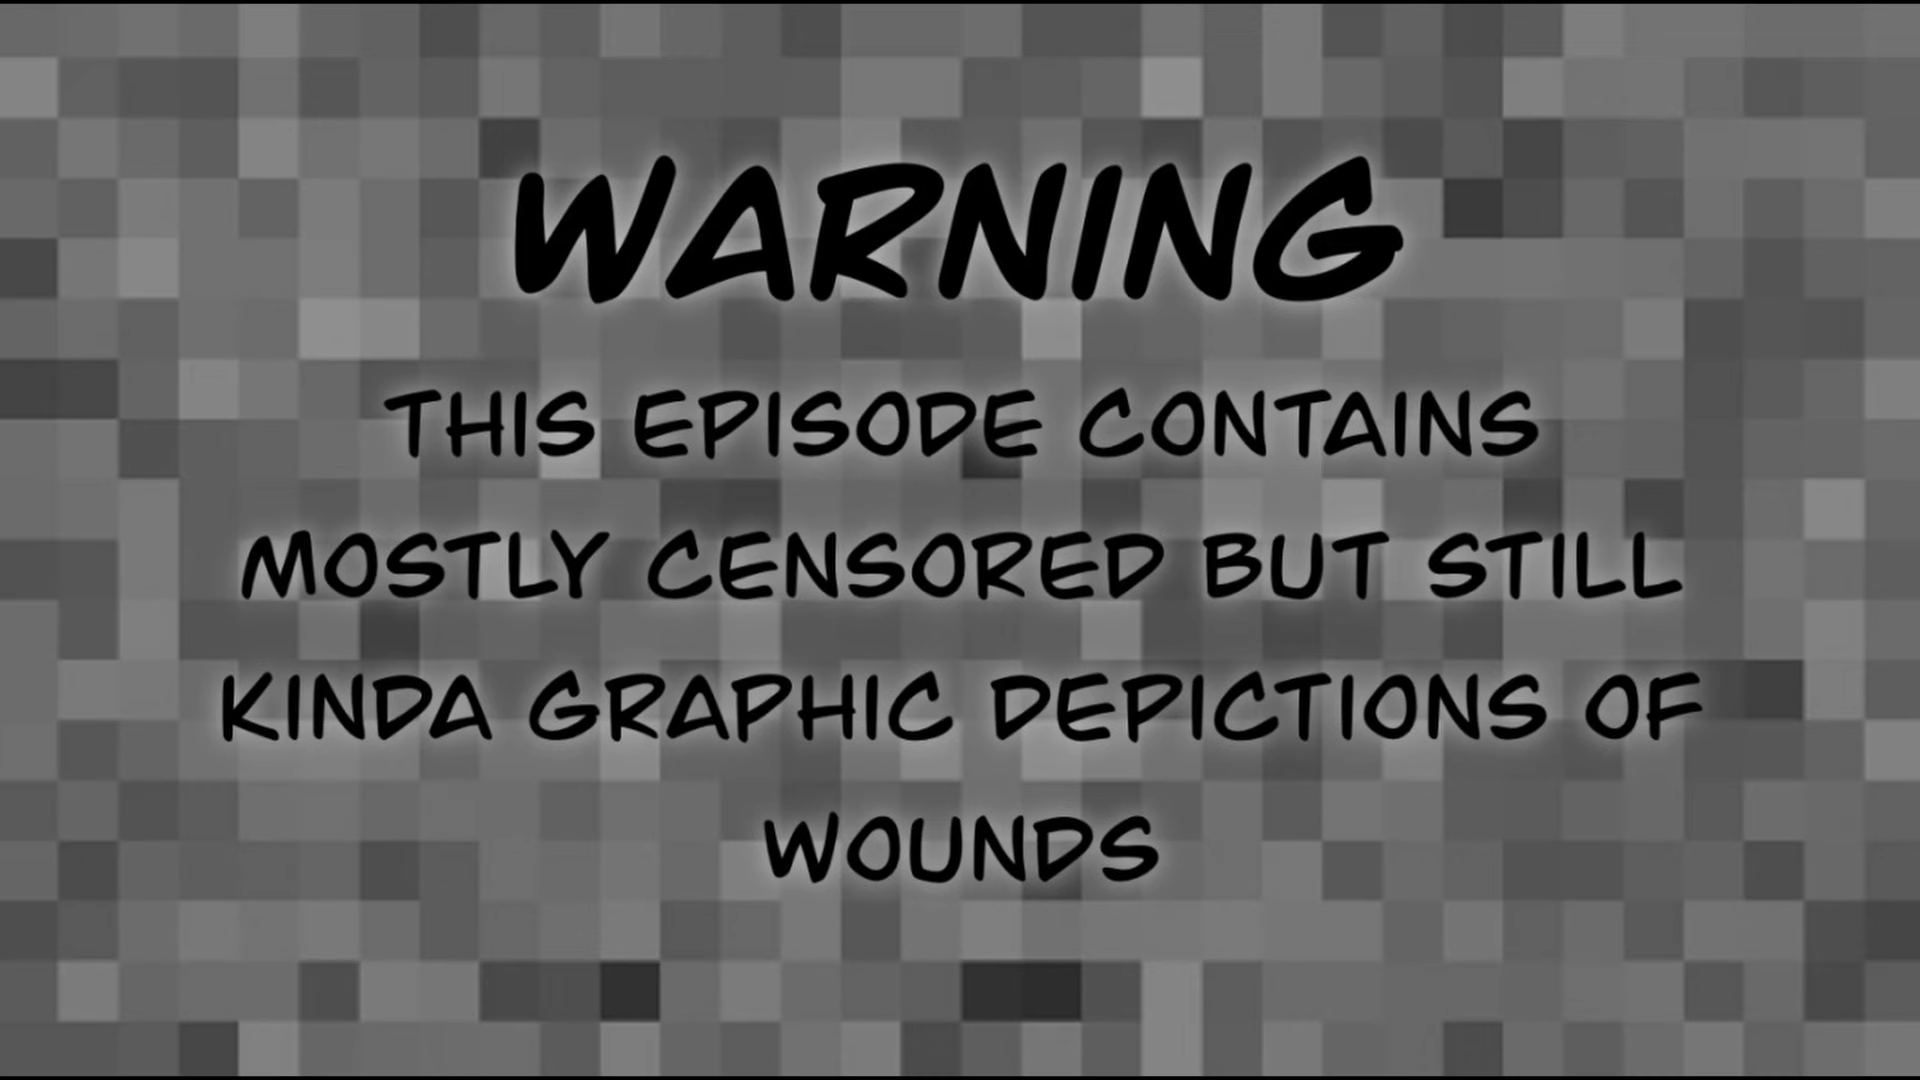 WARNING
THIS EPISODE CONTAINS
MOSTLY CENSORED BUT STILL
KINDA GRAPHIC DEPICTIONS OF
WOUNDS